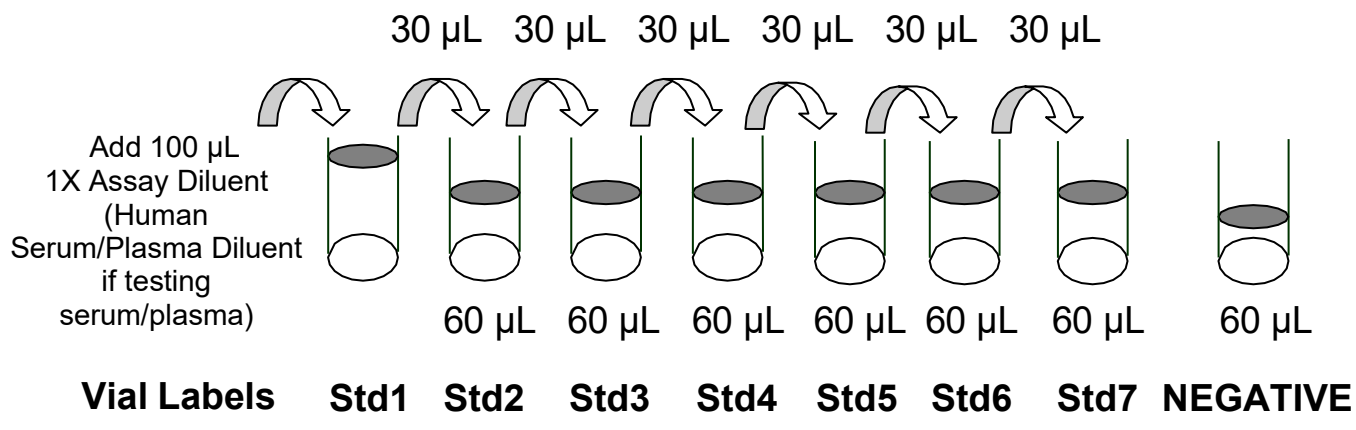 30 µL 30 µL 30 µL 30 µL 30 µL 30 µL
Add 100 µL
1X Assay Diluent
(Human
Serum/Plasma Diluent
if testing
serum/plasma)
60 µL 60 µL 60 µL 60 µL 60 µL 60 µL 60 µL
Vial Labels Std1 Std2 Std3 Std4 Std5 Std6 Std7 NEGATIVE